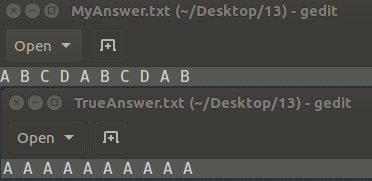 MyAnswer.txt (~/Desktop/13) - gedit
Open
A B C D A B C D A B
TrueAnswer.txt (~/Desktop/13) - gedit
Open
A A A A A A A A A A